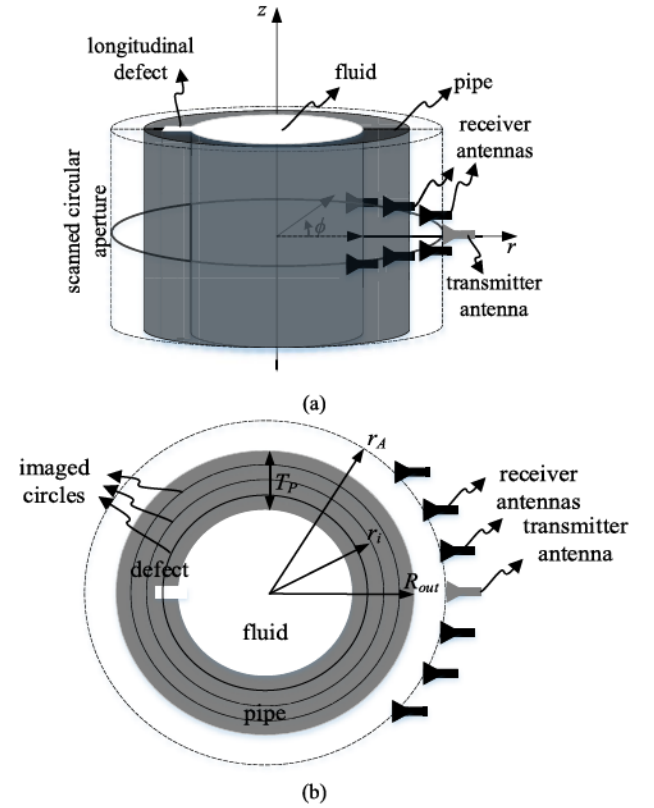 z
longitudinal
defect
fluid
pipe
receiver
antennas
scanned circular
aperture
ϕ
r
transmitter
antenna
(a)
imaged
circles
r_A
T_P
receiver
antennas
transmitter
antenna
r_i
defect
R_out
fluid
pipe
(b)